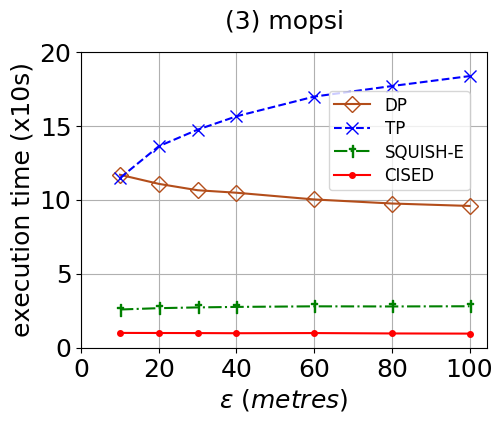 (3) mopsi
execution time (x10s)
20
15
10
5
0
DP
TP
SQUISH-E
CISED
0 20 40 60 80 100
ε (metres)